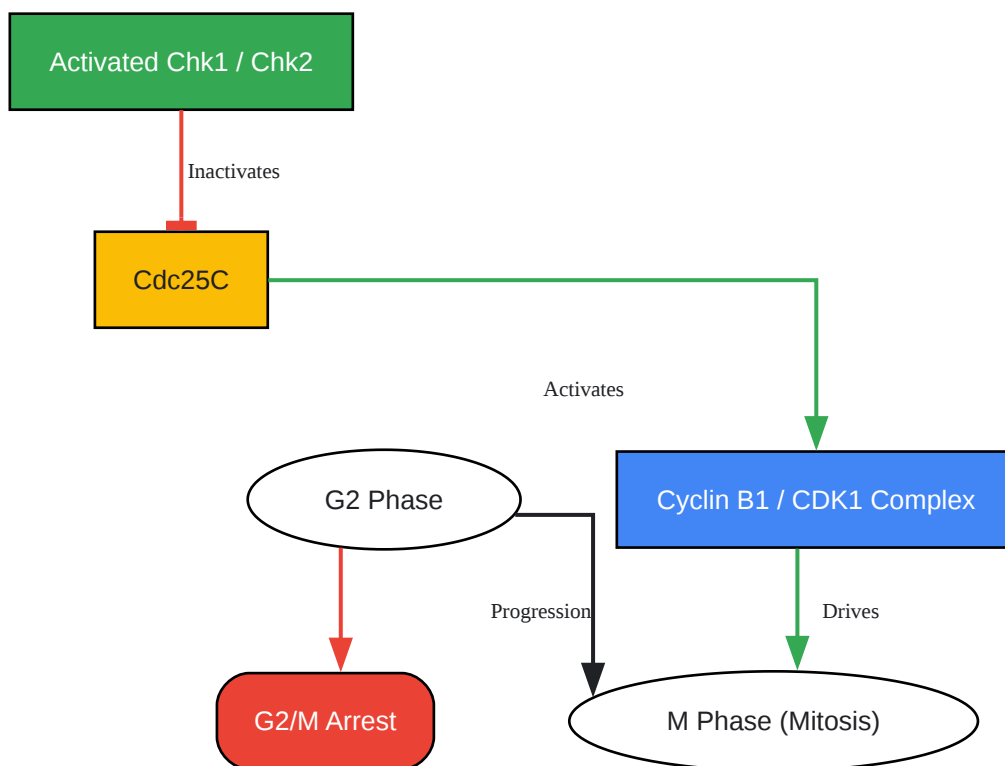 Activated Chk1 / Chk2
Inactivates
Cdc25C
Activates
G2 Phase
Cyclin B1 / CDK1 Complex
Progression
Drives
G2/M Arrest
M Phase (Mitosis)